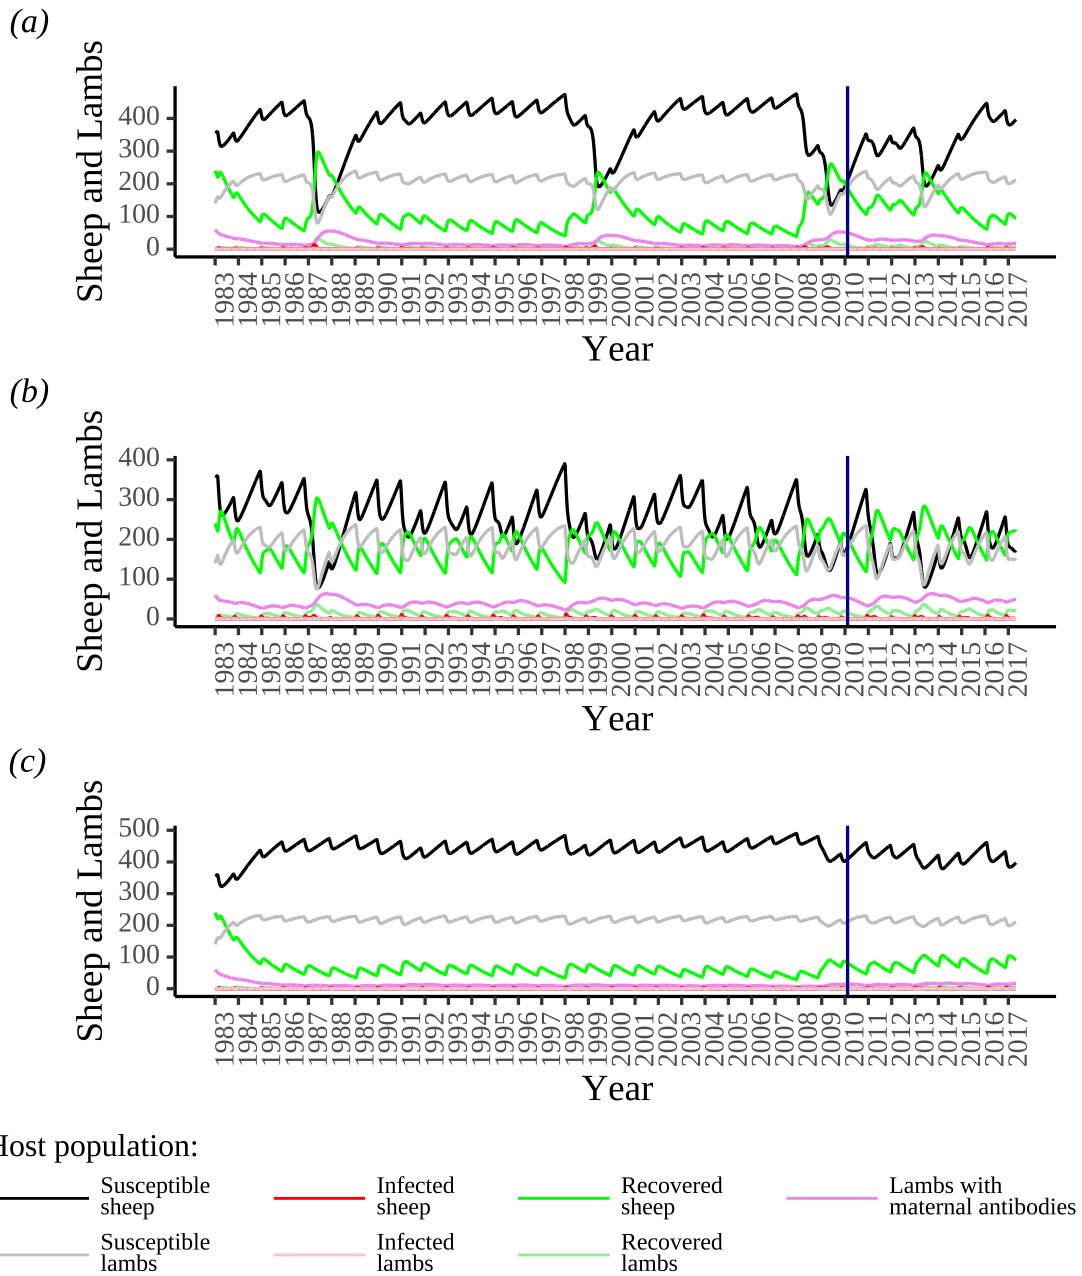 (a)
Sheep and Lambs
400
300
200
100
0
1983 1984 1985 1986 1987 1988 1989 1990 1991 1992 1993 1994 1995 1996 1997 1998 1999 2000 2001 2002 2003 2004 2005 2006 2007 2008 2009 2010 2011 2012 2013 2014 2015 2016 2017
Year
(b)
Sheep and Lambs
400
300
200
100
0
1983 1984 1985 1986 1987 1988 1989 1990 1991 1992 1993 1994 1995 1996 1997 1998 1999 2000 2001 2002 2003 2004 2005 2006 2007 2008 2009 2010 2011 2012 2013 2014 2015 2016 2017
Year
(c)
Sheep and Lambs
500
400
300
200
100
0
1983 1984 1985 1986 1987 1988 1989 1990 1991 1992 1993 1994 1995 1996 1997 1998 1999 2000 2001 2002 2003 2004 2005 2006 2007 2008 2009 2010 2011 2012 2013 2014 2015 2016 2017
Year
Host population:
Susceptible
sheep
Infected
sheep
Recovered
sheep
Lambs with
maternal antibodies
Susceptible
lambs
Infected
lambs
Recovered
lambs